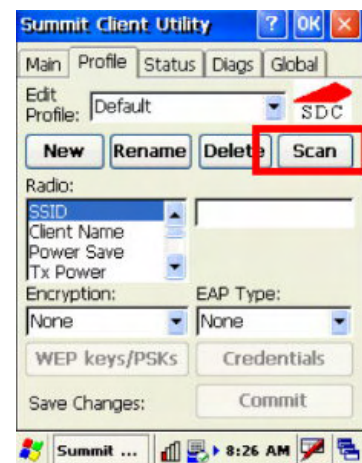 Summit Client Utility ? OK ×
Main Profile Status Diags Global
Edit
Profile: Default
SDC
New Rename Delete Scan
Radio:
SSID
Client Name
Power Save
Tx Power
Encryption: EAP Type:
None None
WEP keys/PSKs Credentials
Save Changes: Commit
Summit ... 8:26 AM